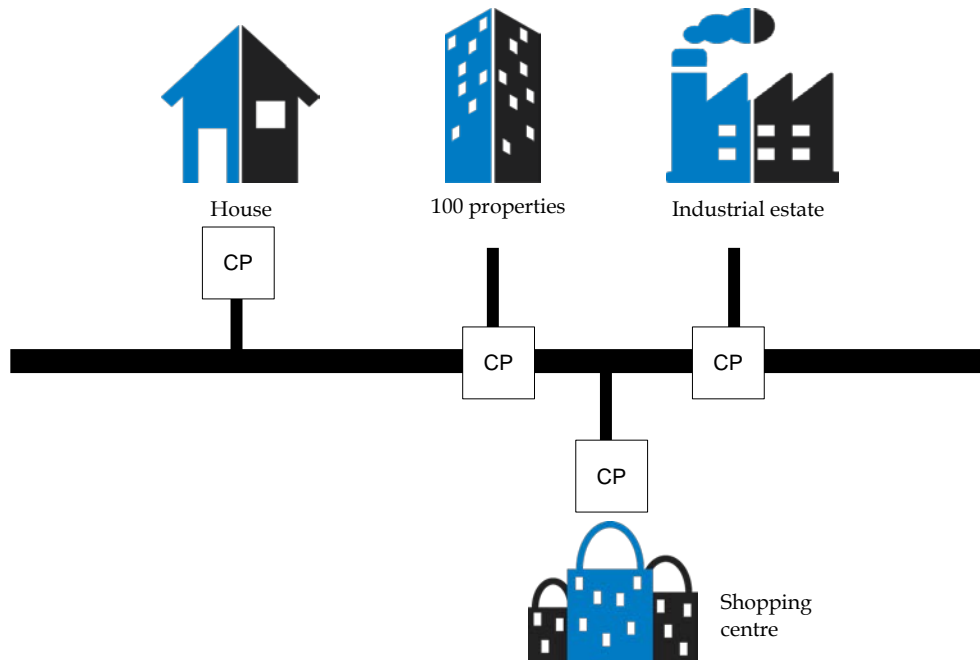 House
100 properties
Industrial estate
CP
CP
CP
CP
Shopping
centre